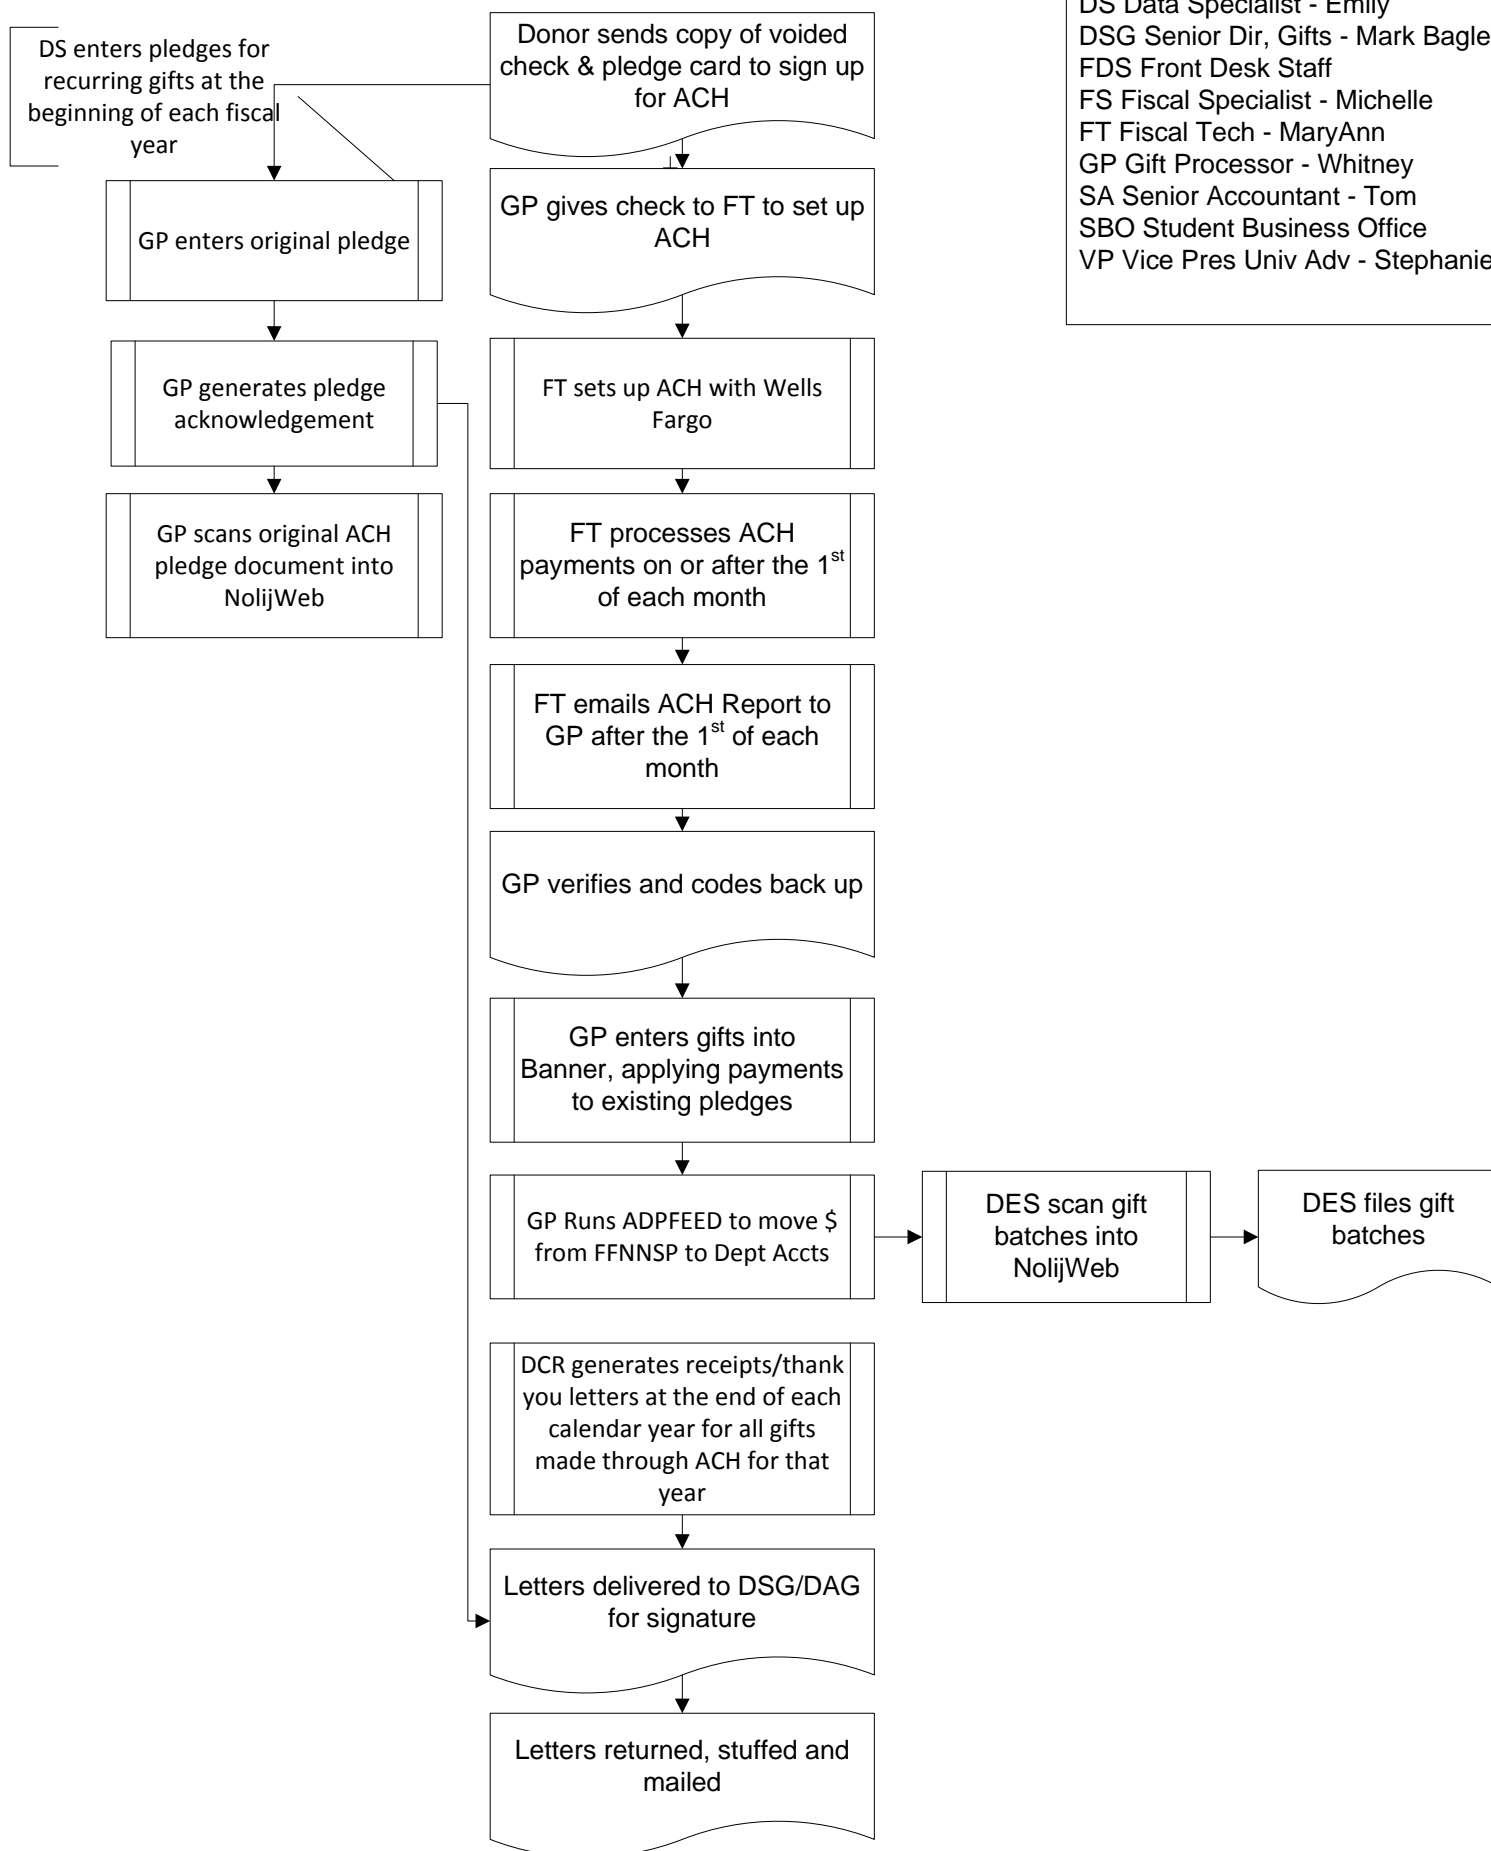 DS enters pledges for
recurring gifts at the
beginning of each fiscal
year
Donor sends copy of voided
check & pledge card to sign up
for ACH
DS Data Specialist - Emily
DSG Senior Dir, Gifts - Mark Bagle
FDS Front Desk Staff
FS Fiscal Specialist - Michelle
FT Fiscal Tech - MaryAnn
GP Gift Processor - Whitney
SA Senior Accountant - Tom
SBO Student Business Office
VP Vice Pres Univ Adv - Stephanie
GP enters original pledge
GP gives check to FT to set up
ACH
GP generates pledge
acknowledgement
FT sets up ACH with Wells
Fargo
GP scans original ACH
pledge document into
NolijWeb
FT processes ACH
payments on or after the 1st
of each month
FT emails ACH Report to
GP after the 1st of each
month
GP verifies and codes back up
GP enters gifts into
Banner, applying payments
to existing pledges
GP Runs ADPFEED to move $
from FFNNSP to Dept Accts
DES scan gift
batches into
NolijWeb
DES files gift
batches
DCR generates receipts/thank
you letters at the end of each
calendar year for all gifts
made through ACH for that
year
Letters delivered to DSG/DAG
for signature
Letters returned, stuffed and
mailed